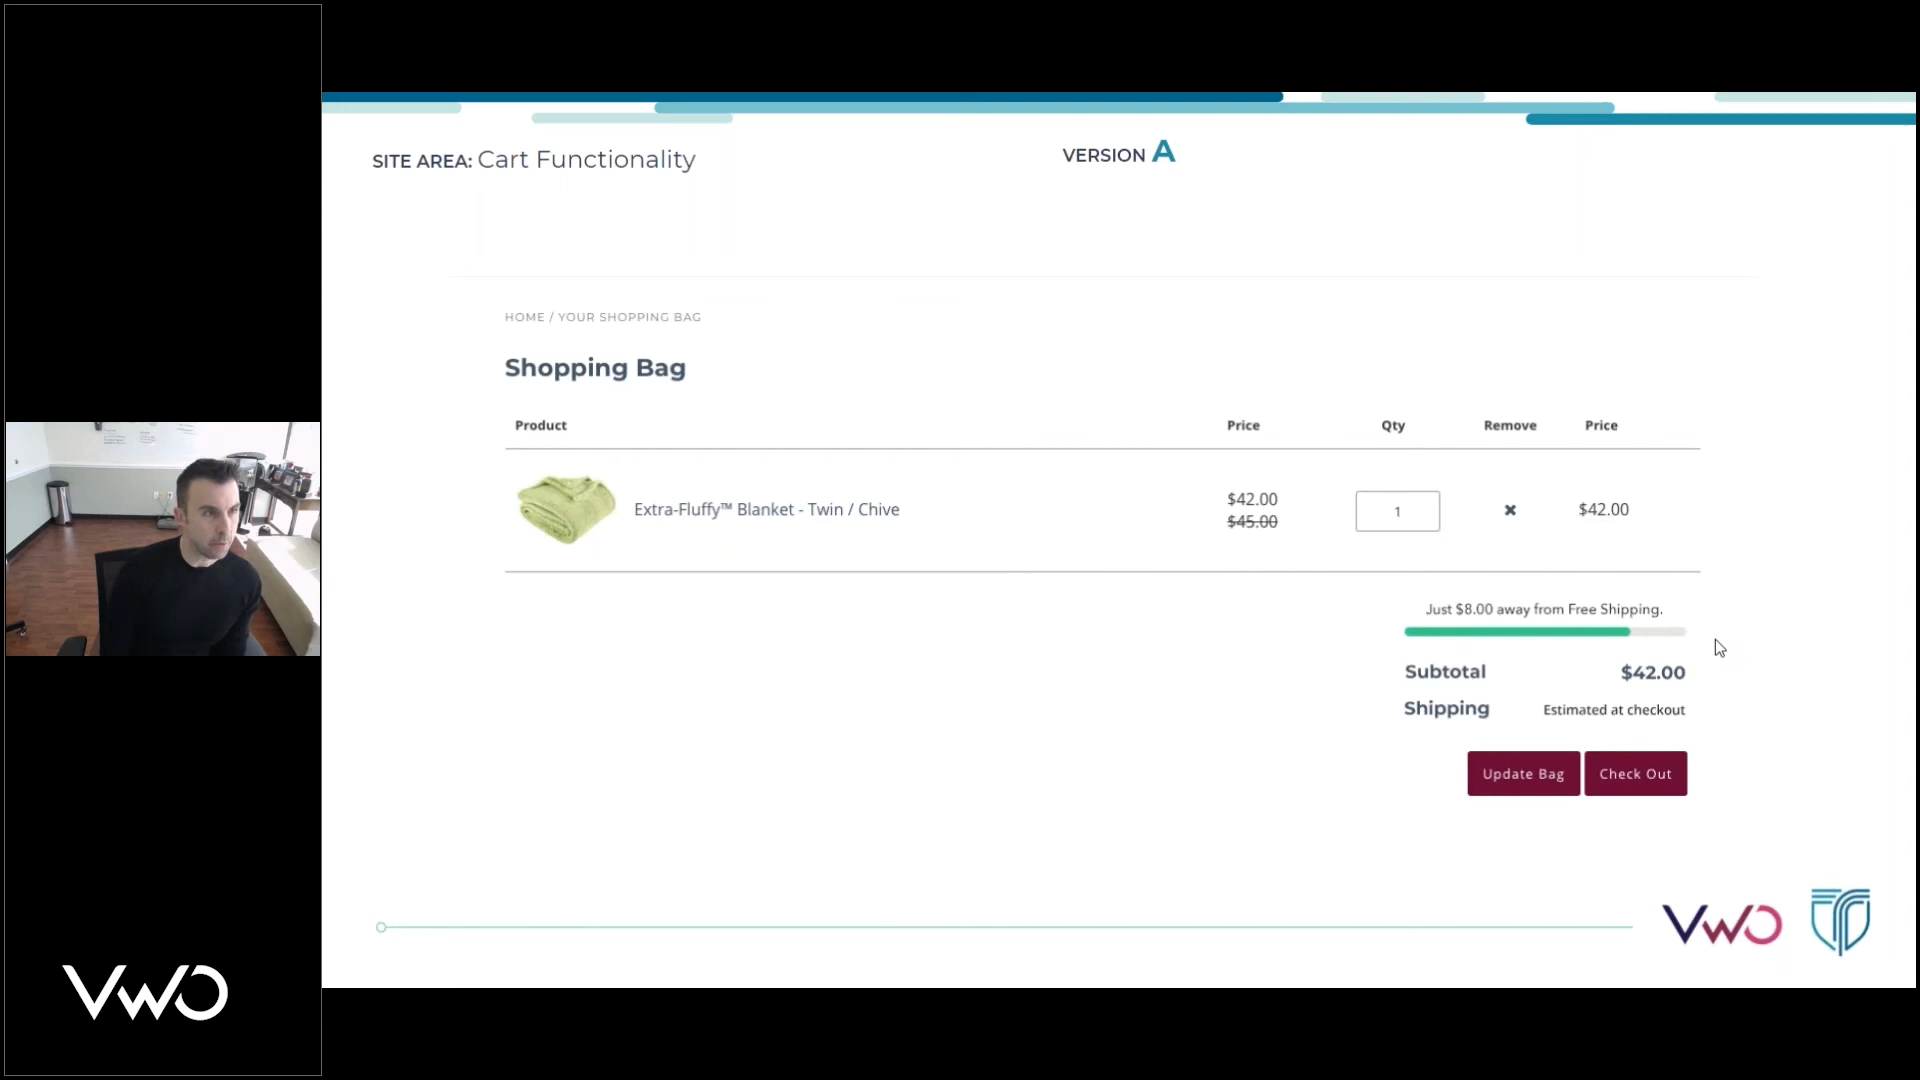 SITE AREA: Cart Functionality
VERSION A
HOME / YOUR SHOPPING BAG
Shopping Bag
Product Price Qty Remove Price
Extra-Fluffy™ Blanket - Twin / Chive
$42.00
$45.00
1
$42.00
Just $8.00 away from Free Shipping.
Subtotal $42.00
Shipping Estimated at checkout
Update Bag Check Out
VWO
VWO